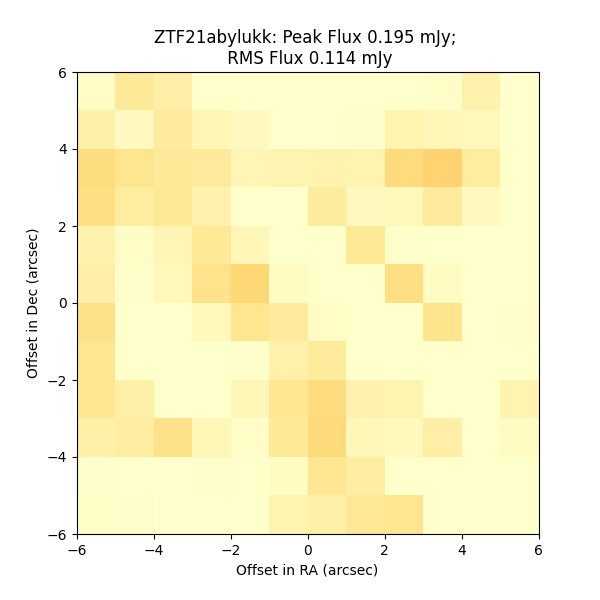 ZTF21abylukk: Peak Flux 0.195 mJy;
RMS Flux 0.114 mJy
6
4
2
0
−2
−4
−6
Offset in Dec (arcsec)
−6 −4 −2 0 2 4 6
Offset in RA (arcsec)